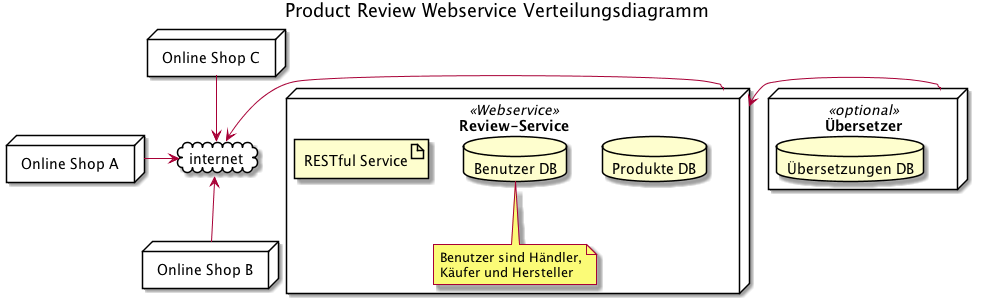 Product Review Webservice Verteilungsdiagramm
Online Shop C
Online Shop A
internet
Online Shop B
«Webservice»
Review-Service
RESTful Service
Benutzer DB
Produkte DB
Benutzer sind Händler,
Käufer und Hersteller
«optional»
Übersetzer
Übersetzungen DB